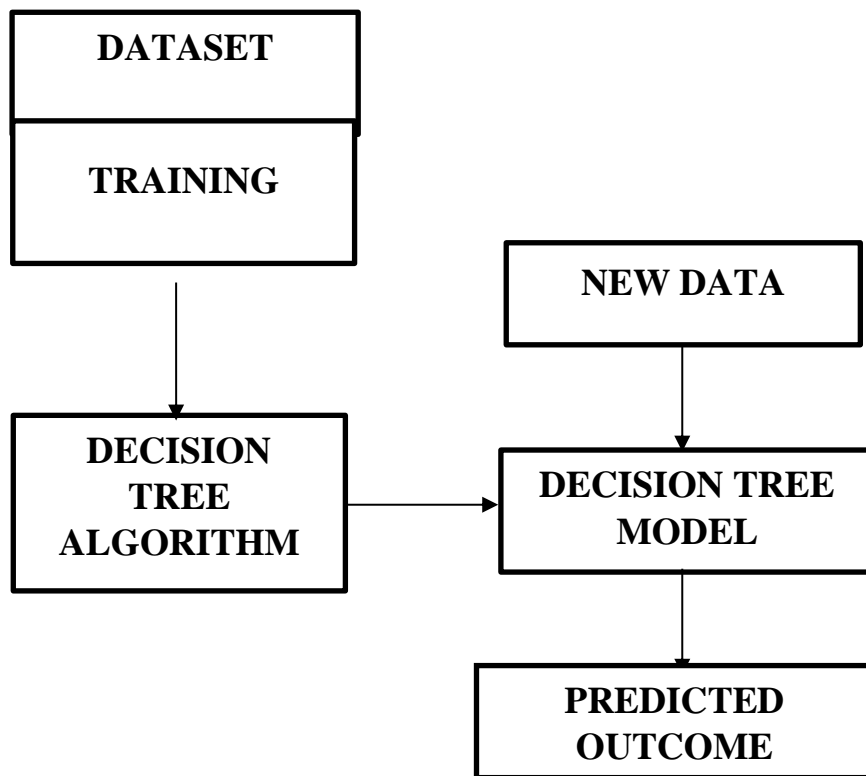 DATASET
TRAINING
NEW DATA
DECISION
TREE
ALGORITHM
DECISION TREE
MODEL
PREDICTED
OUTCOME